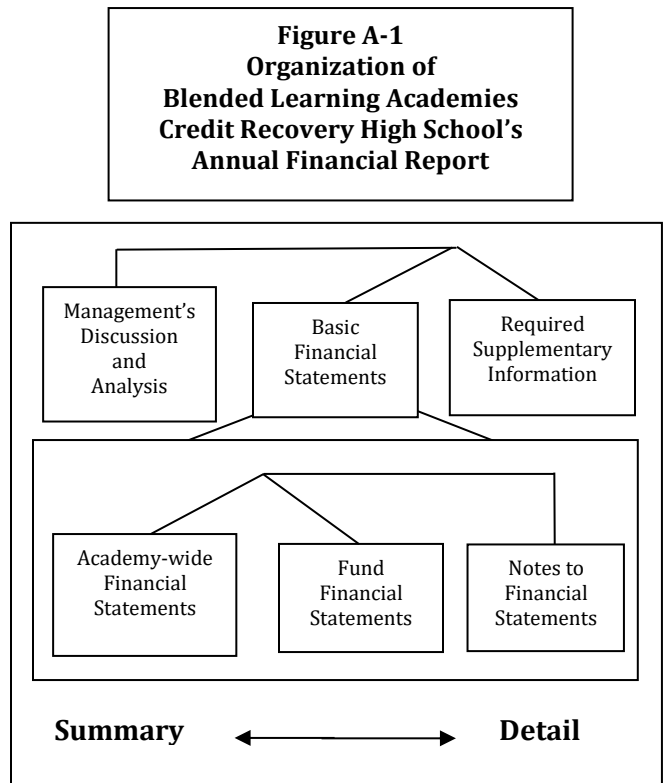 Figure A-1
Organization of
Blended Learning Academies
Credit Recovery High School's
Annual Financial Report
Management's
Discussion
and
Analysis
Basic
Financial
Statements
Required
Supplementary
Information
Academy-wide
Financial
Statements
Fund
Financial
Statements
Notes to
Financial
Statements
Summary
Detail